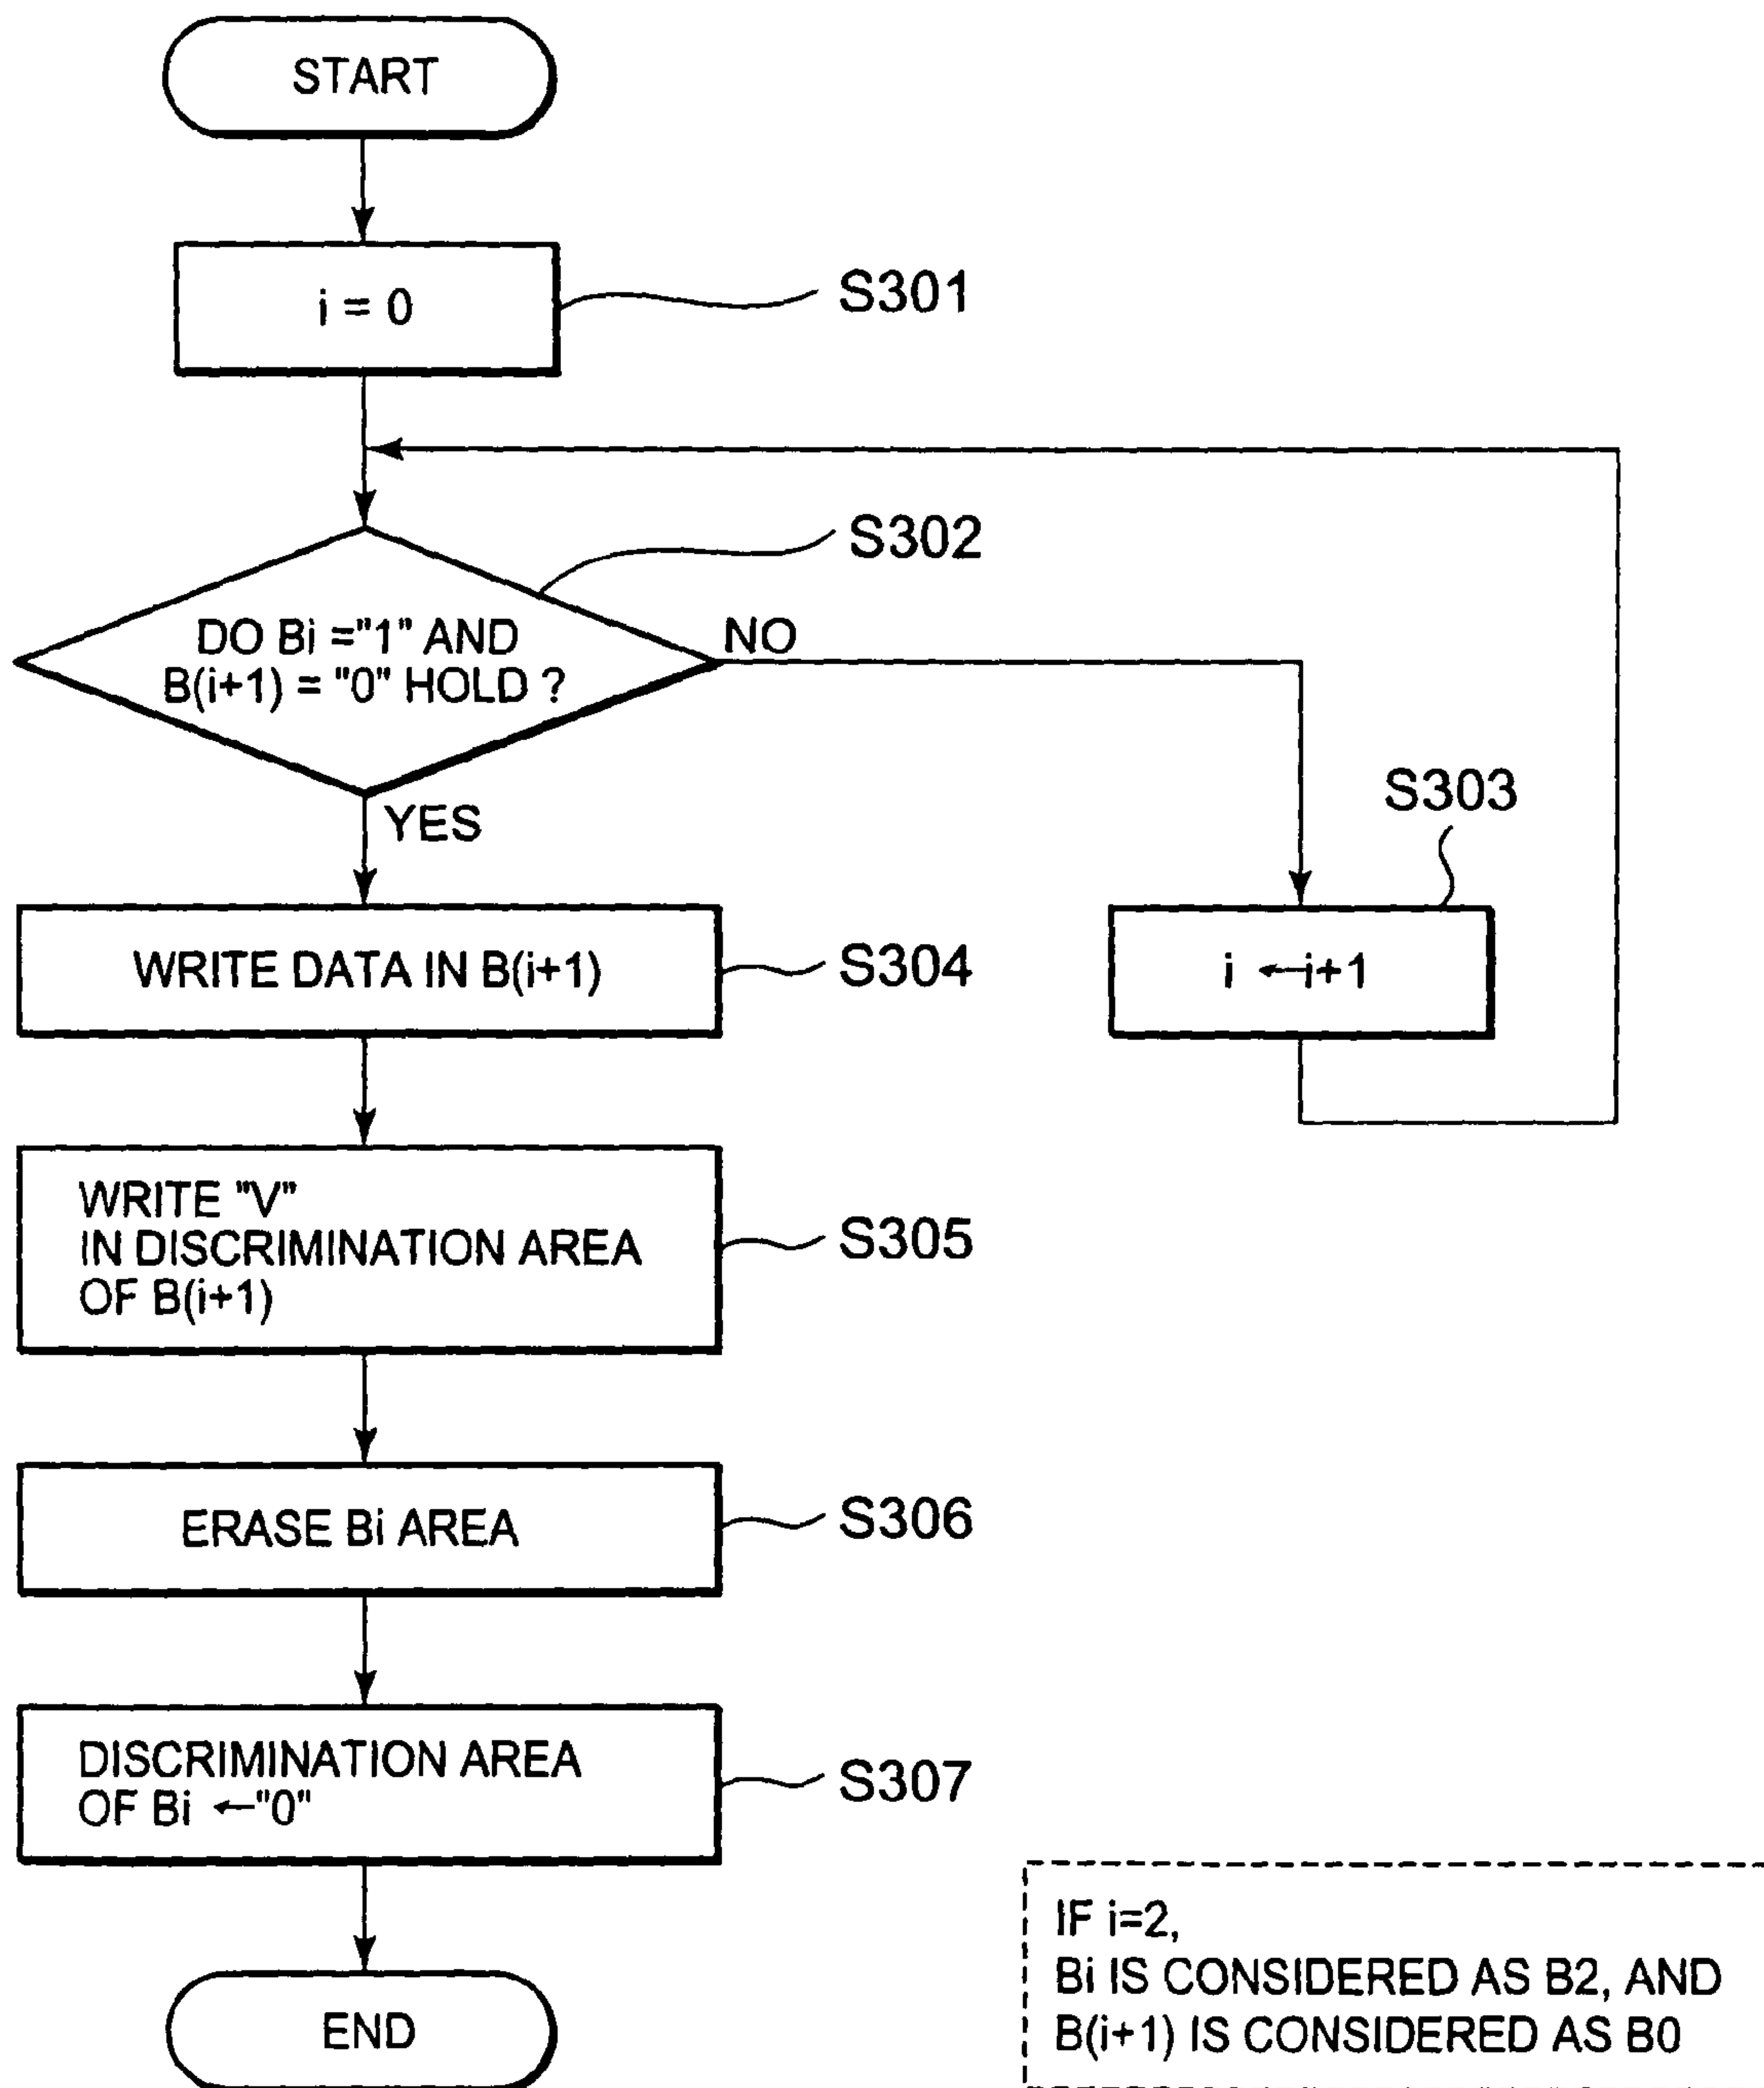 START
i = 0
S301
S302
DO Bi ="1" AND
B(i+1) = "0" HOLD ?
NO
YES
S303
i ←i+1
WRITE DATA IN B(i+1)
S304
WRITE "V"
IN DISCRIMINATION AREA
OF B(i+1)
S305
ERASE Bi AREA
S306
DISCRIMINATION AREA
OF Bi ←"0"
S307
END
IF i=2,
Bi IS CONSIDERED AS B2, AND
B(i+1) IS CONSIDERED AS B0